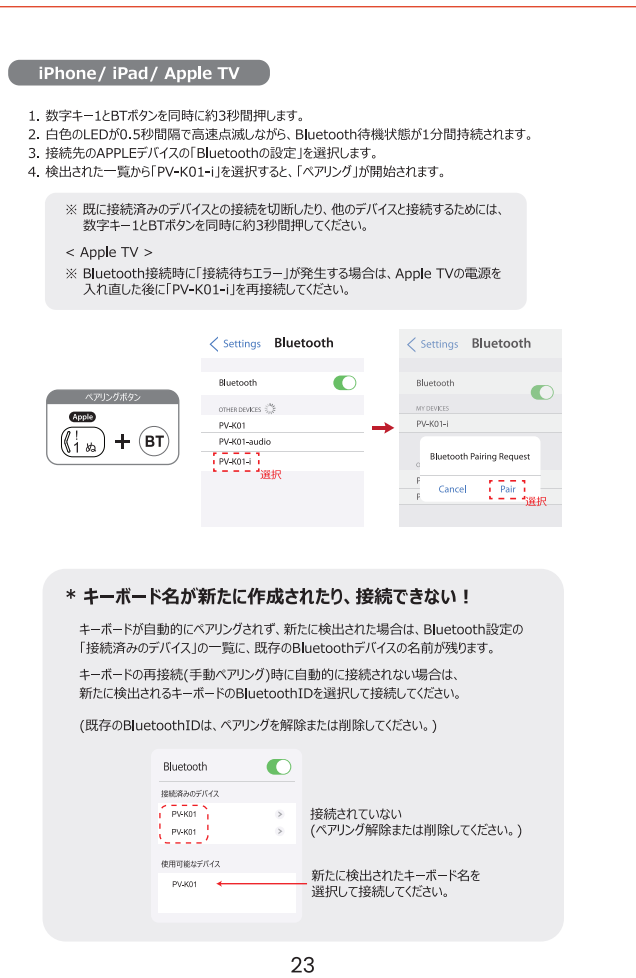 iPhone/ iPad/ Apple TV
1. 数字キー1とBTボタンを同時に約3秒間押します。
2. 白色のLEDが0.5秒間隔で高速点滅しながら、Bluetooth待機状態が1分間持続されます。
3. 接続先のAPPLEデバイスの「Bluetoothの設定」を選択します。
4. 検出された一覧から「PV-K01-i」を選択すると、「ペアリング」が開始されます。
※ 既に接続済みのデバイスとの接続を切断したり、他のデバイスと接続するためには、
数字キー1とBTボタンを同時に約3秒間押してください。
< Apple TV >
※ Bluetooth接続時に「接続待ちエラー」が発生する場合は、Apple TVの電源を
入れ直した後に「PV-K01-i」を再接続してください。
ペアリングボタン
Apple
!
1 ぬ
+
BT
Settings Bluetooth
Bluetooth
OTHER DEVICES
PV-K01
PV-K01-audio
PV-K01-i
選択
Settings Bluetooth
Bluetooth
MY DEVICES
PV-K01-i
Bluetooth Pairing Request
Cancel Pair
選択
* キーボード名が新たに作成されたり、接続できない！
キーボードが自動的にペアリングされず、新たに検出された場合は、Bluetooth設定の
「接続済みのデバイス」の一覧に、既存のBluetoothデバイスの名前が残ります。
キーボードの再接続(手動ペアリング)時に自動的に接続されない場合は、
新たに検出されるキーボードのBluetoothIDを選択して接続してください。
(既存のBluetoothIDは、ペアリングを解除または削除してください。)
Bluetooth
接続済みのデバイス
PV-K01
PV-K01
接続されていない
(ペアリング解除または削除してください。)
使用可能なデバイス
PV-K01
新たに検出されたキーボード名を
選択して接続してください。
23